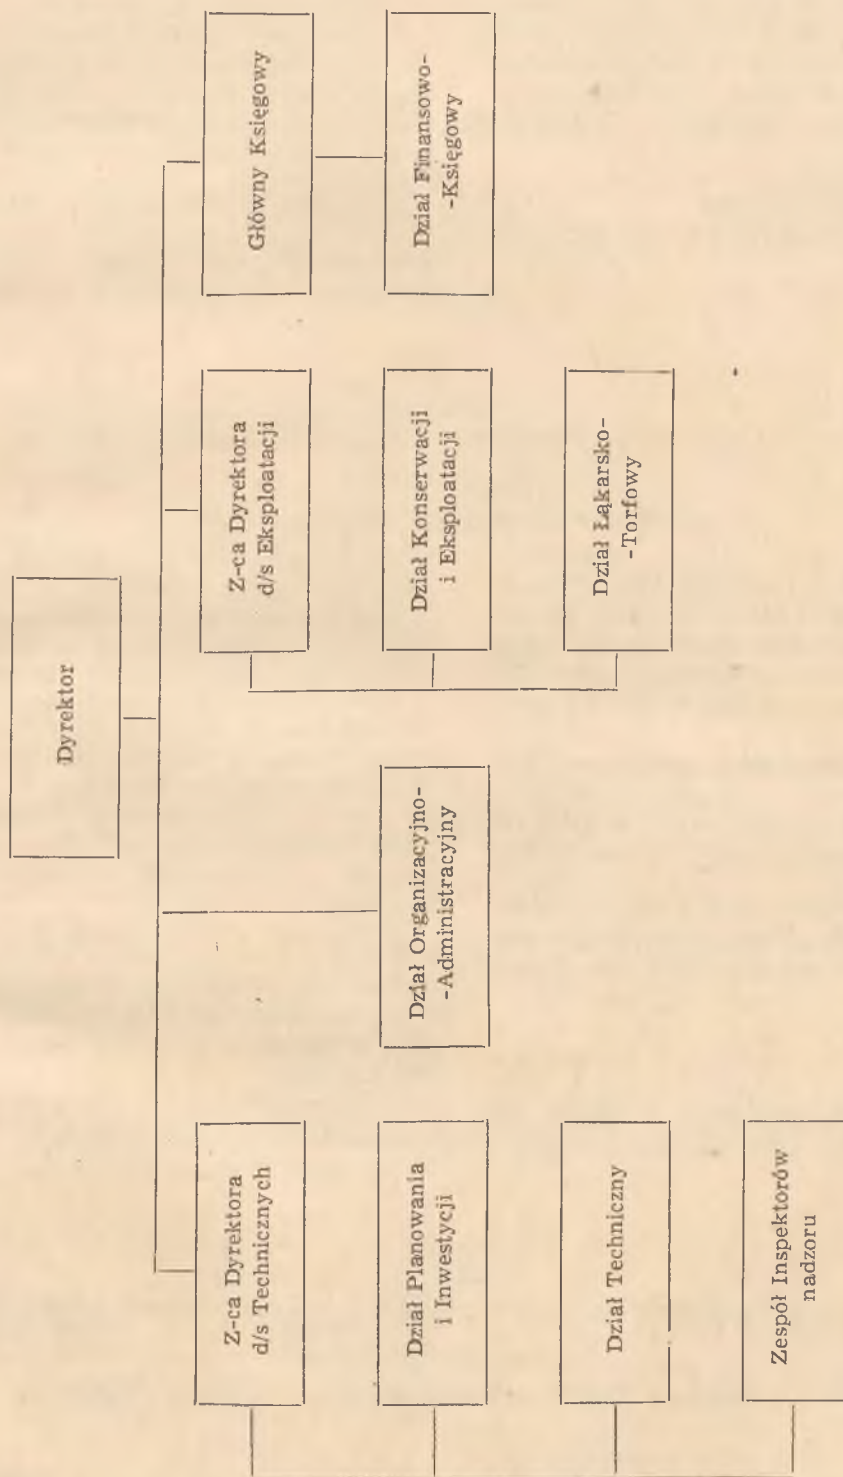 Dyrektor
Z-ca Dyrektora
d/s Technicznych
Z-ca Dyrektora
d/s Eksploatacji
Główny Księgowy
Dział Planowania
i Inwestycji
Dział Organizacyjno-
-Administracyjny
Dział Konserwacji
i Eksploatacji
Dział Finansowo-
-Księgowy
Dział Techniczny
Dział Łąkarsko-
-Torfowy
Zespół Inspektorów
nadzoru